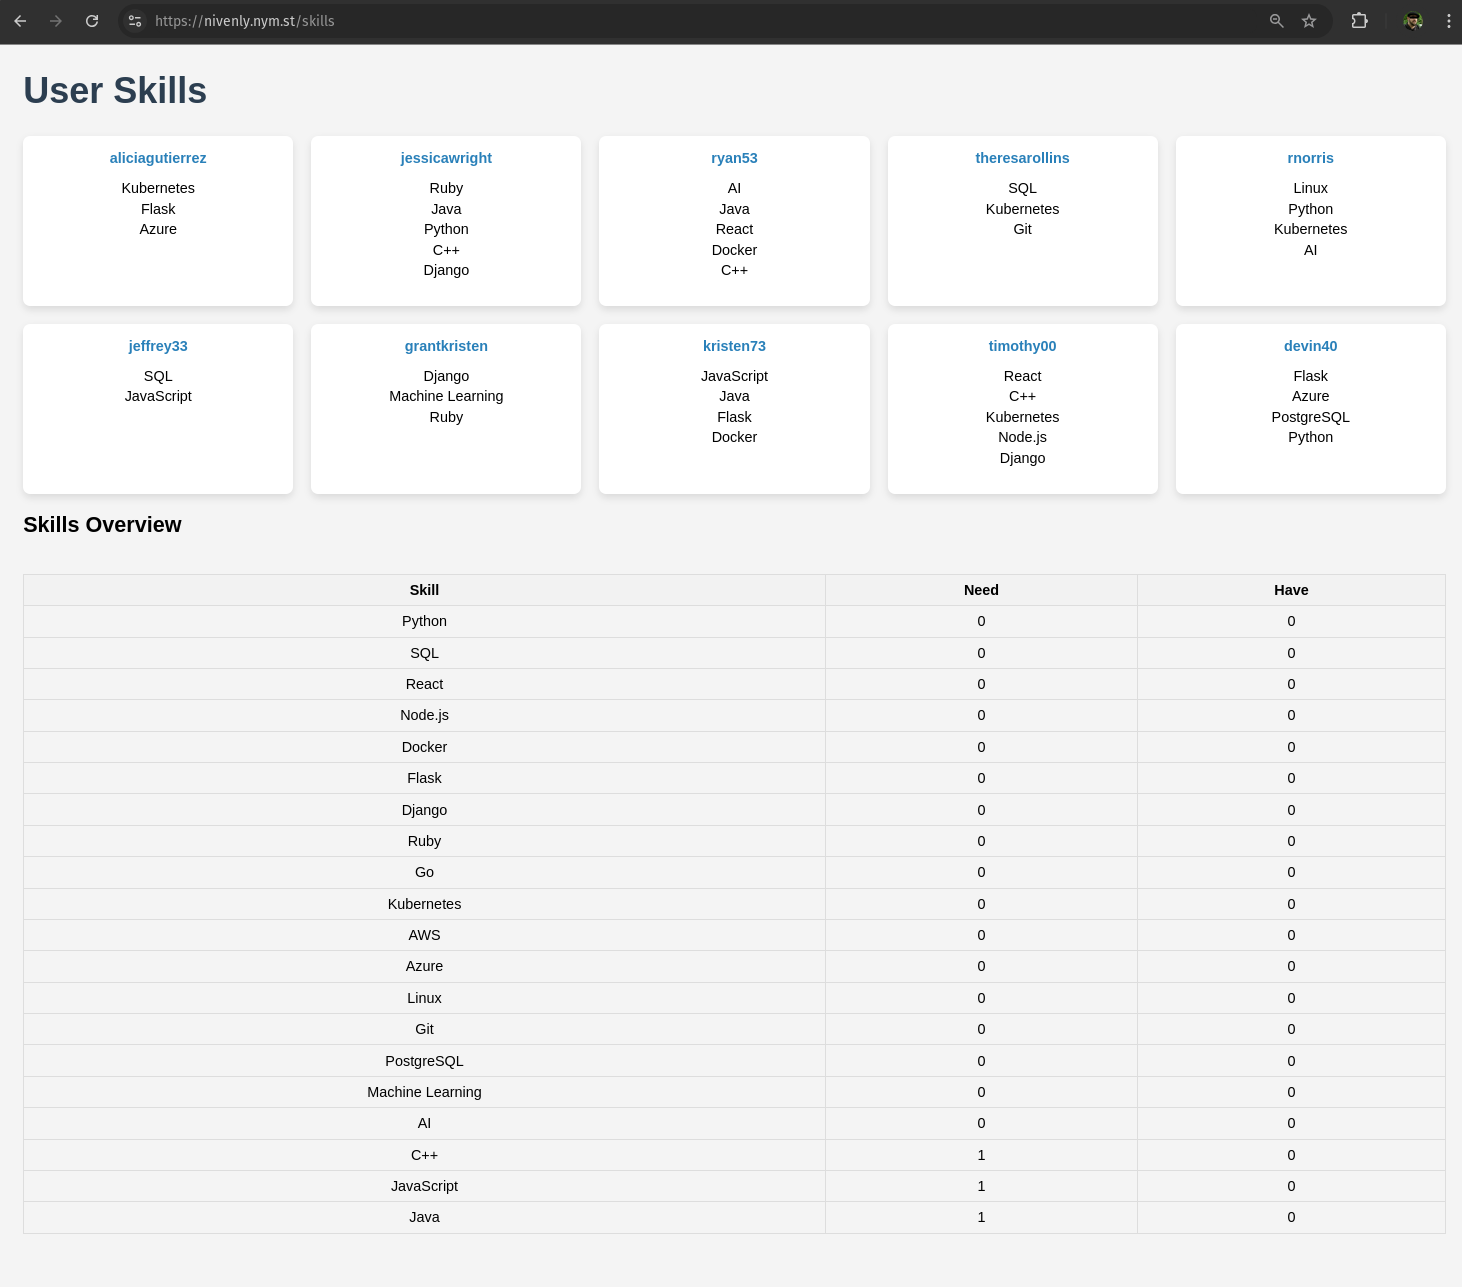 https://nivenly.nym.st/skills
User Skills
aliciagutierrez
Kubernetes
Flask
Azure
jessicawright
Ruby
Java
Python
C++
Django
ryan53
AI
Java
React
Docker
C++
theresarollins
SQL
Kubernetes
Git
rnorris
Linux
Python
Kubernetes
AI
jeffrey33
SQL
JavaScript
grantkristen
Django
Machine Learning
Ruby
kristen73
JavaScript
Java
Flask
Docker
timothy00
React
C++
Kubernetes
Node.js
Django
devin40
Flask
Azure
PostgreSQL
Python
Skills Overview
Skill Need Have
Python 0 0
SQL 0 0
React 0 0
Node.js 0 0
Docker 0 0
Flask 0 0
Django 0 0
Ruby 0 0
Go 0 0
Kubernetes 0 0
AWS 0 0
Azure 0 0
Linux 0 0
Git 0 0
PostgreSQL 0 0
Machine Learning 0 0
AI 0 0
C++ 1 0
JavaScript 1 0
Java 1 0